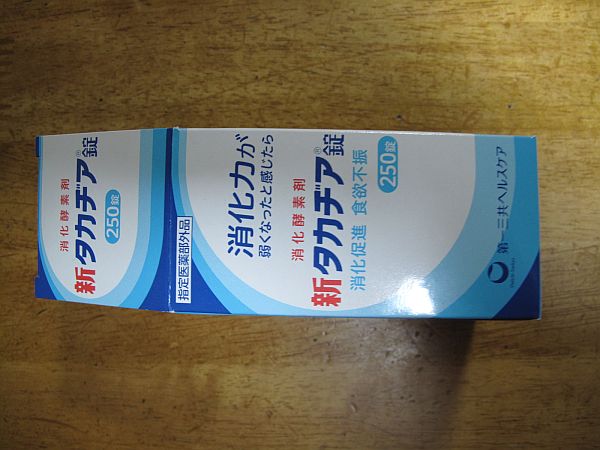 消化酵素剤
新タカヂア®錠
250錠
指定医薬部外品
消化力が
弱くなったと感じたら
消化酵素剤
新タカヂア®錠
消化促進 食欲不振
250錠
第一三共ヘルスケア